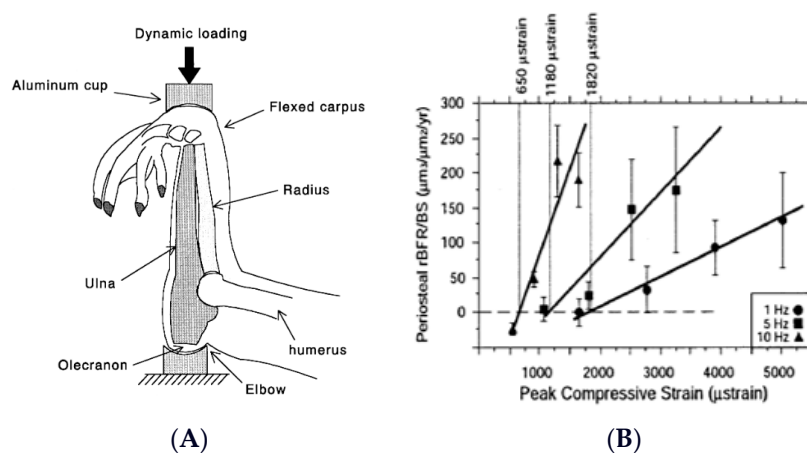 Dynamic loading
Aluminum cup
Flexed carpus
Radius
Ulna
humerus
Olecranon
Elbow
(A)
B
650 μstrain
1180 μstrain
1820 μstrain
Periosteal rBFR/BS (μm3/μm2/yr)
300
250
200
150
100
50
0
1 Hz
5 Hz
10 Hz
1000
2000
3000
4000
5000
Peak Compressive Strain (μstrain)
(B)